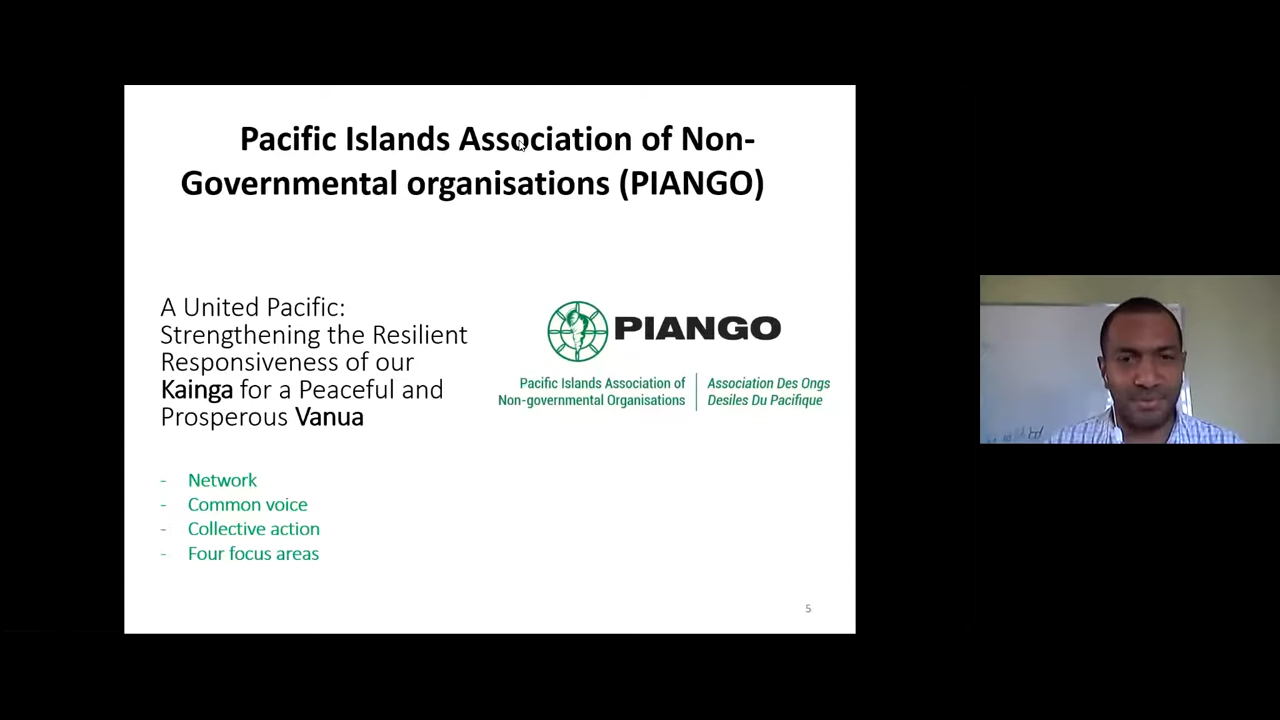 Pacific Islands Association of Non-
Governmental organisations (PIANGO)
A United Pacific:
Strengthening the Resilient
Responsiveness of our
Kainga for a Peaceful and
Prosperous Vanua
- Network
- Common voice
- Collective action
- Four focus areas
PIANGO
Pacific Islands Association of
Non-governmental Organisations
Association Des Ongs
Desiles Du Pacifique
5